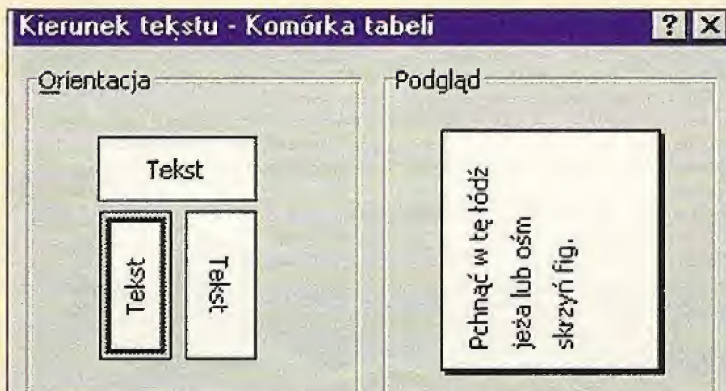 Kierunek tekstu - Komórka tabeli
Orientacja
Podgląd
Tekst
Tekst
Tekst
Pchnąć w tę łódź
jeża lub ośm
skrzyń fig.